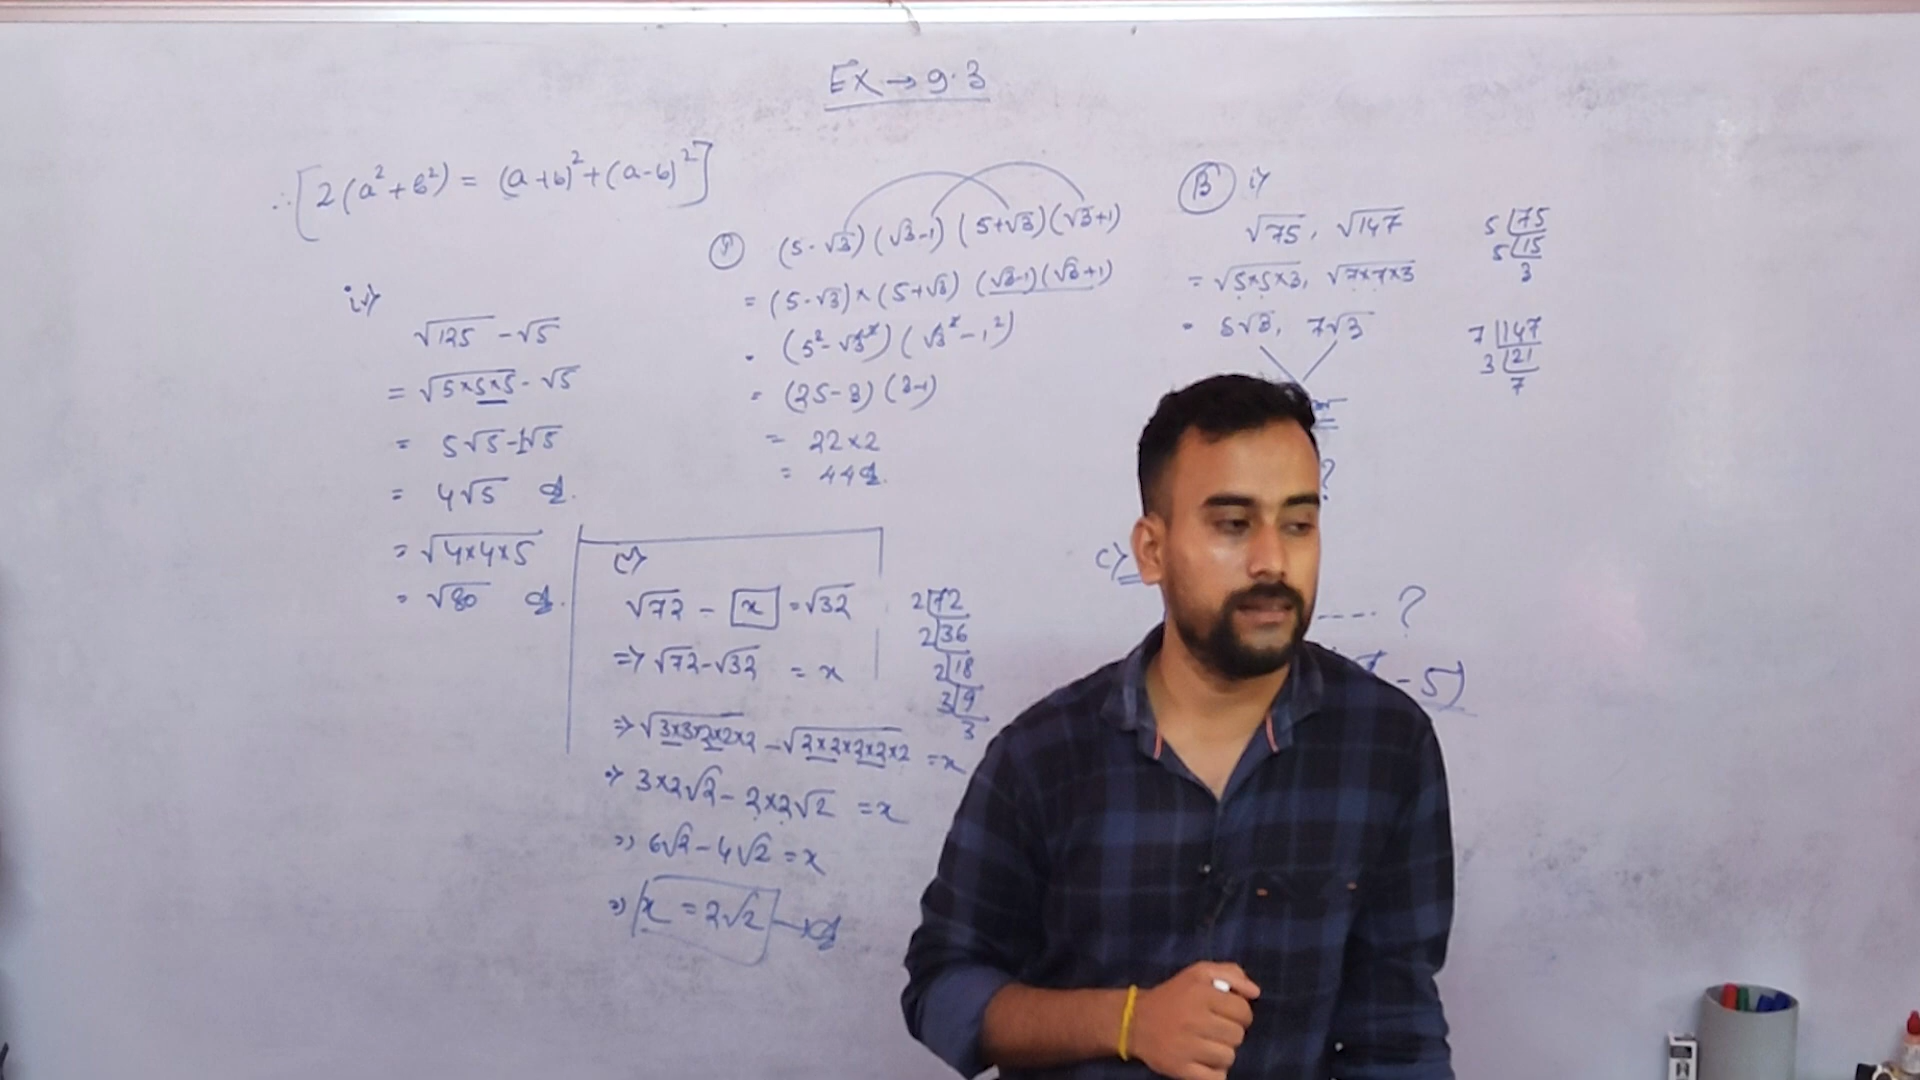 EX → 9.3
∴ [2(a²+b²) = (a+b)²+(a-b)²]
iv)
√125 - √5
= √5×5×5 - √5
= 5√5-1√5
= 4√5
= √4×4×5
= √80
(5-√3)(√3-1)(5+√3)(√3+1)
= (5-√3)×(5+√3) (√3-1)(√3+1)
(5²-√3²)(√3²-1²)
= (25-3)(3-1)
= 22×2
= 44
√72 - x = √32
=> √72-√32 = x
=> √3×3×2×2×2 - √2×2×2×2×2 = x
=> 3×2√2 - 2×2√2 = x
=> 6√2 - 4√2 = x
=> x = 2√2
2 72
2 36
2 18
3 9
3
B i)
√75, √147
= √5×5×3, √7×7×3
= 5√3, 7√3
5 75
5 15
3
7 147
3 21
7
?
c)
---- ?
-5)